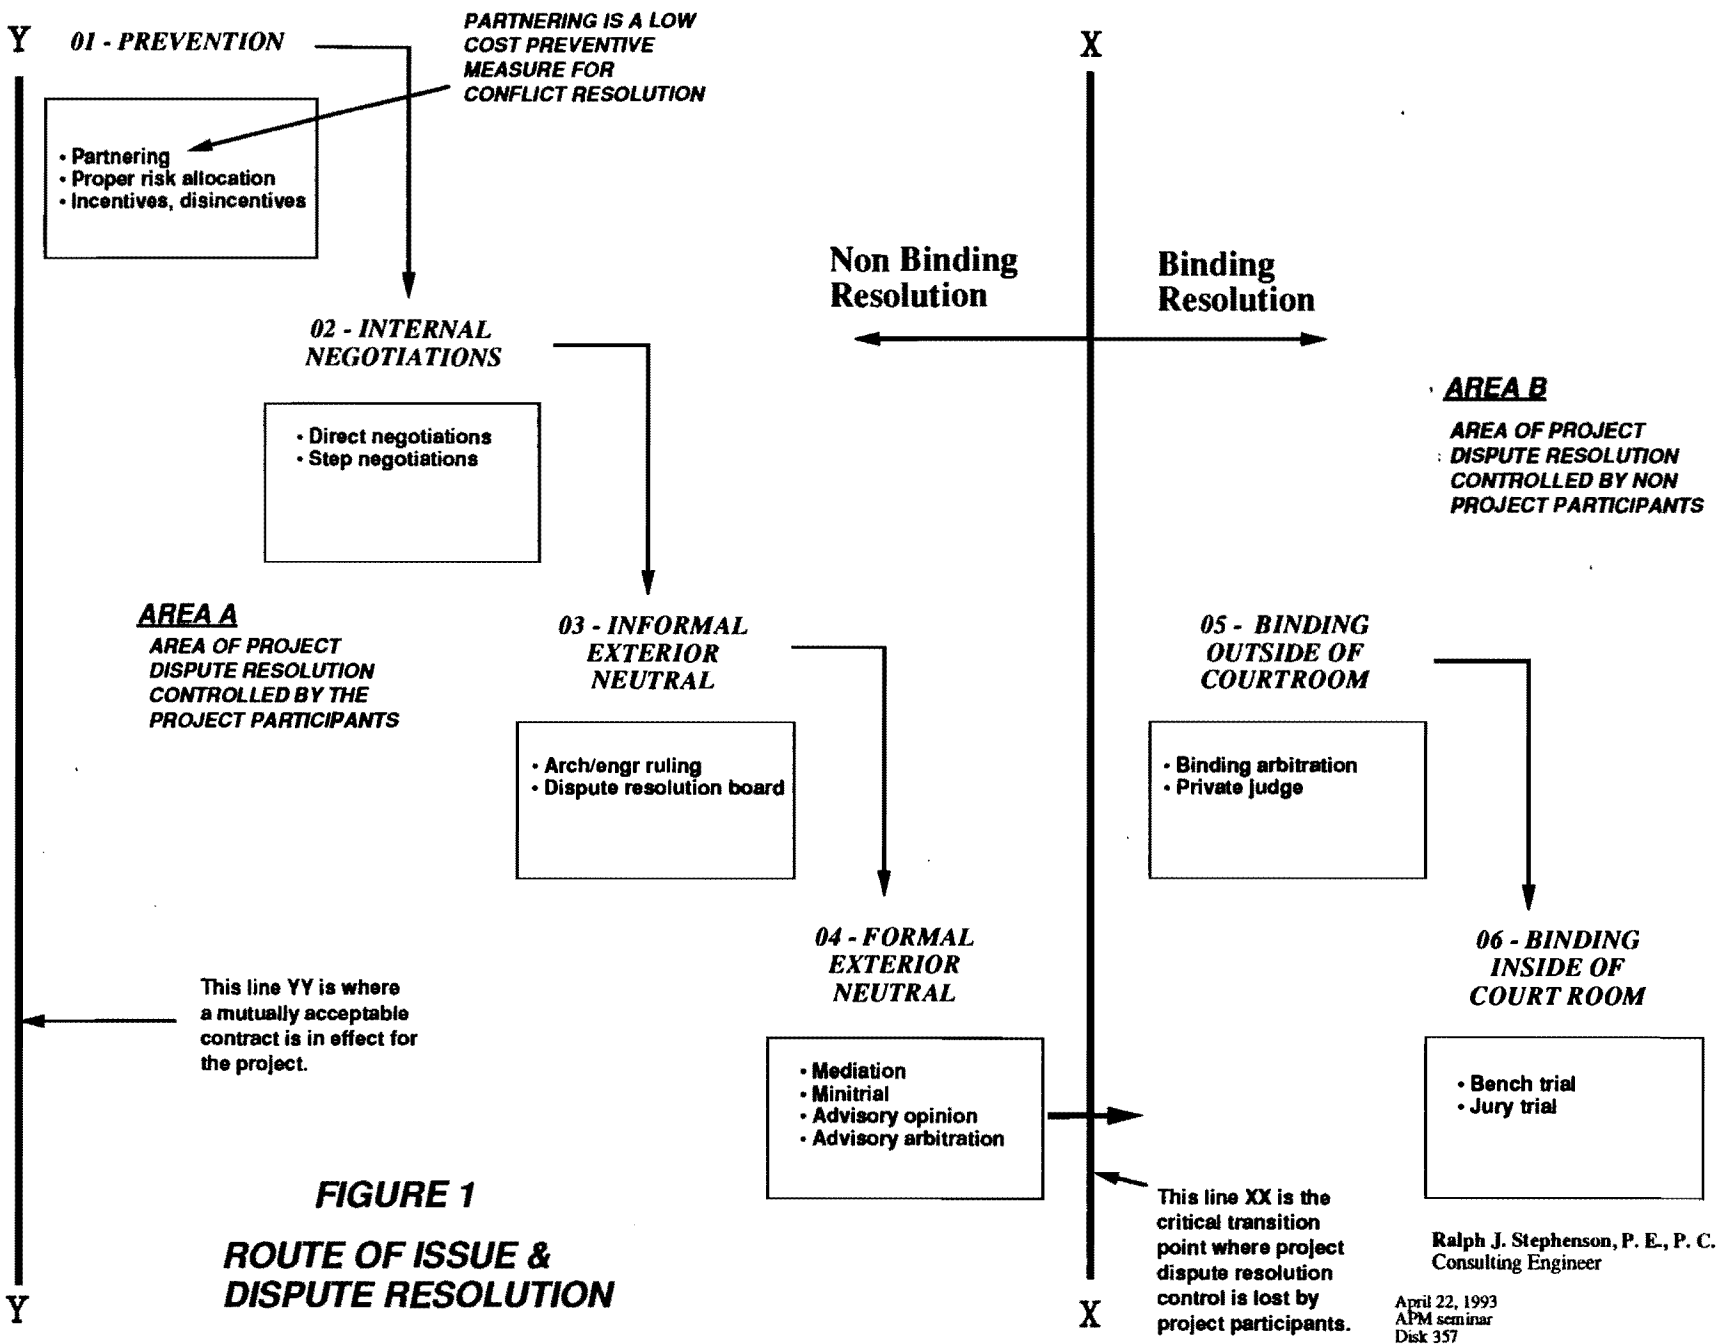 Y
01 - PREVENTION
PARTNERING IS A LOW
COST PREVENTIVE
MEASURE FOR
CONFLICT RESOLUTION
X
• Partnering
• Proper risk allocation
• Incentives, disincentives
Non Binding
Resolution
Binding
Resolution
02 - INTERNAL
NEGOTIATIONS
• Direct negotiations
• Step negotiations
AREA B
AREA OF PROJECT
DISPUTE RESOLUTION
CONTROLLED BY NON
PROJECT PARTICIPANTS
AREA A
AREA OF PROJECT
DISPUTE RESOLUTION
CONTROLLED BY THE
PROJECT PARTICIPANTS
03 - INFORMAL
EXTERIOR
NEUTRAL
• Arch/engr ruling
• Dispute resolution board
05 - BINDING
OUTSIDE OF
COURTROOM
• Binding arbitration
• Private judge
04 - FORMAL
EXTERIOR
NEUTRAL
• Mediation
• Minitrial
• Advisory opinion
• Advisory arbitration
06 - BINDING
INSIDE OF
COURT ROOM
• Bench trial
• Jury trial
This line YY is where
a mutually acceptable
contract is in effect for
the project.
This line XX is the
critical transition
point where project
dispute resolution
control is lost by
project participants.
FIGURE 1
ROUTE OF ISSUE &
DISPUTE RESOLUTION
Y
X
Ralph J. Stephenson, P. E., P. C.
Consulting Engineer
April 22, 1993
APM seminar
Disk 357